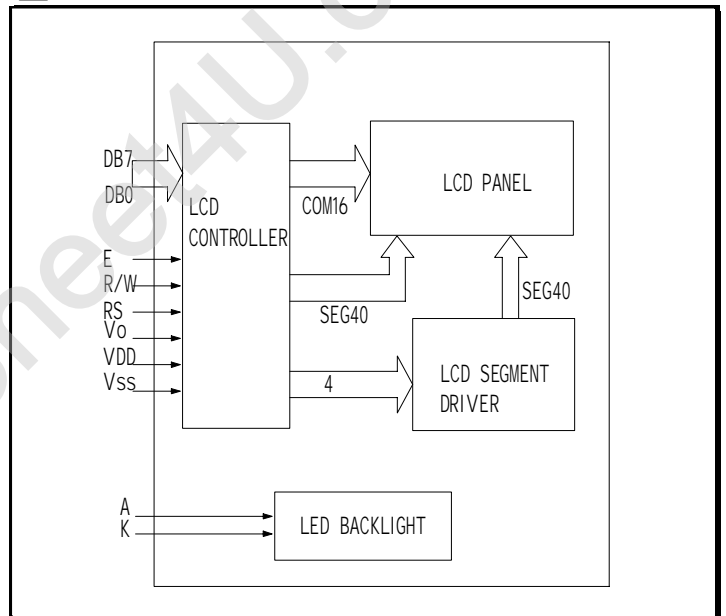 DB7
DB0
LCD
CONTROLLER
COM16
LCD PANEL
E
R/W
RS
Vo
VDD
Vss
SEG40
SEG40
4
LCD SEGMENT
DRIVER
A
K
LED BACKLIGHT